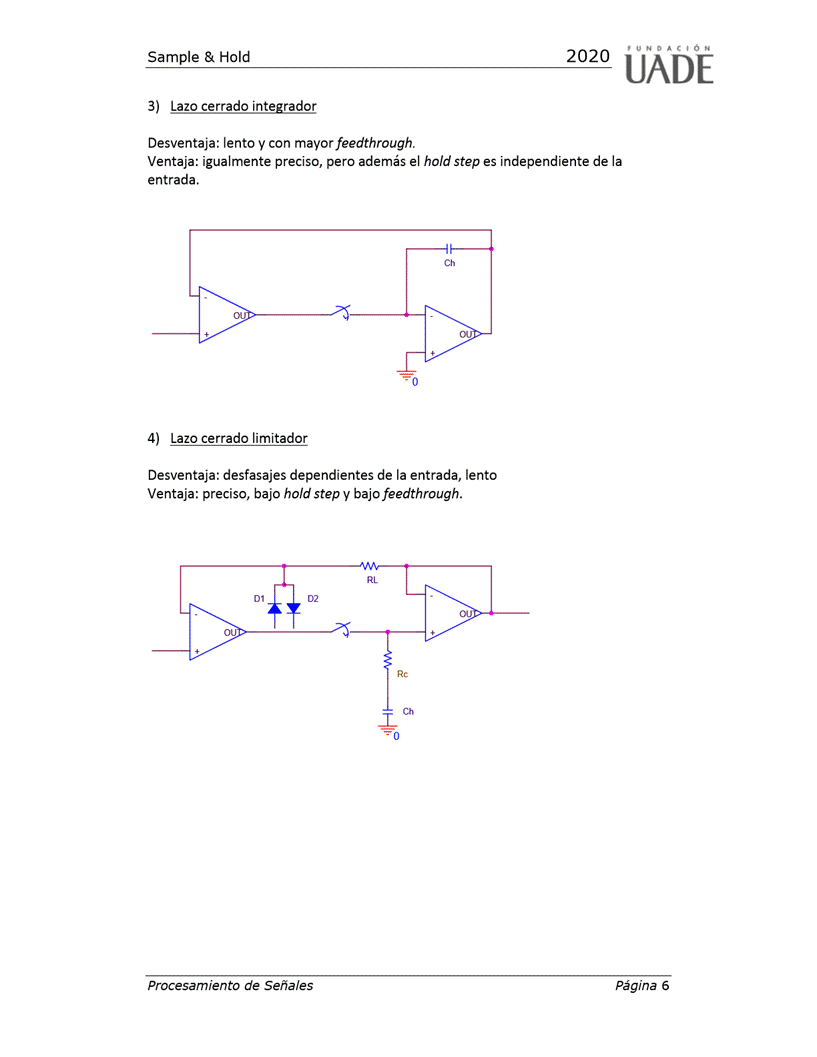 Sample & Hold 2020 FUNDACIÓN
UADE
3) Lazo cerrado integrador
Desventaja: lento y con mayor feedthrough.
Ventaja: igualmente preciso, pero además el hold step es independiente de la
entrada.
Ch
-
OUT
+
-
OUT
+
0
4) Lazo cerrado limitador
Desventaja: desfasajes dependientes de la entrada, lento
Ventaja: preciso, bajo hold step y bajo feedthrough.
RL
D1 D2
-
OUT
+
-
OUT
+
Rc
Ch
0
Procesamiento de Señales Página 6